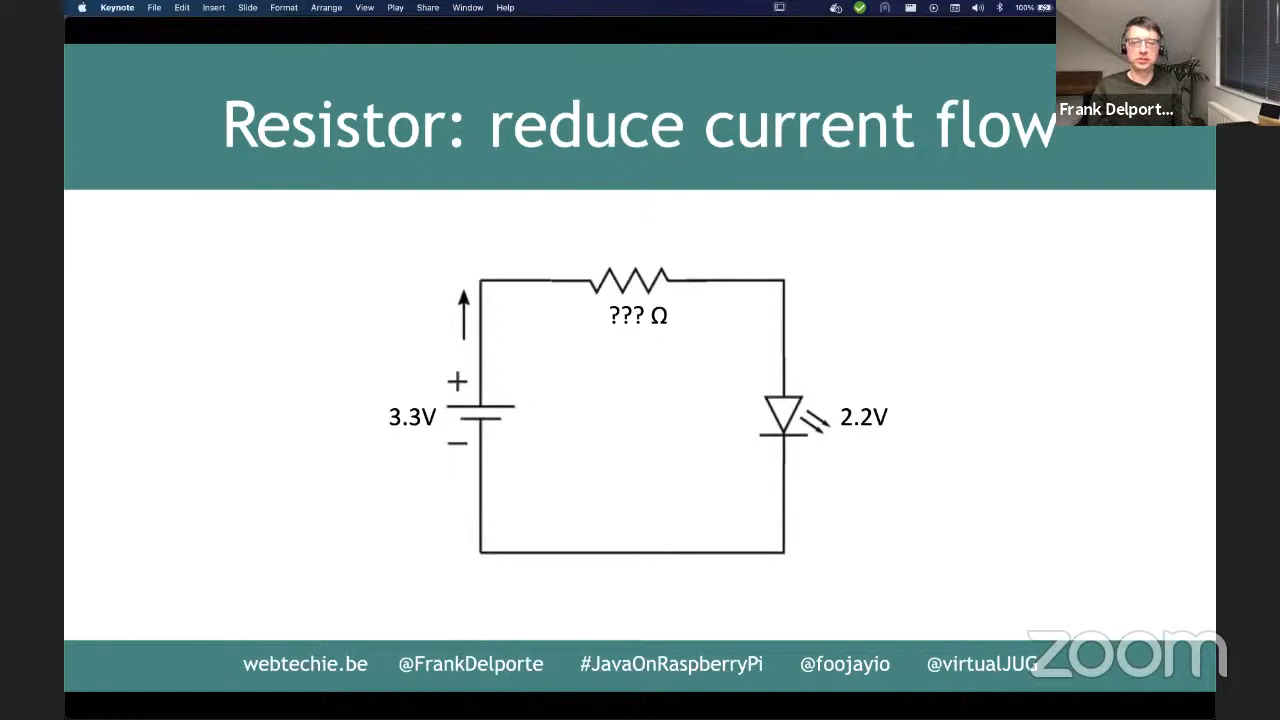 Keynote File Edit Insert Slide Format Arrange View Play Share Window Help 100%
Frank Delport...
Resistor: reduce current flow
??? Ω
+
3.3V
−
2.2V
webtechie.be @FrankDelporte #JavaOnRaspberryPi @foojayio @virtualJUG
zoom